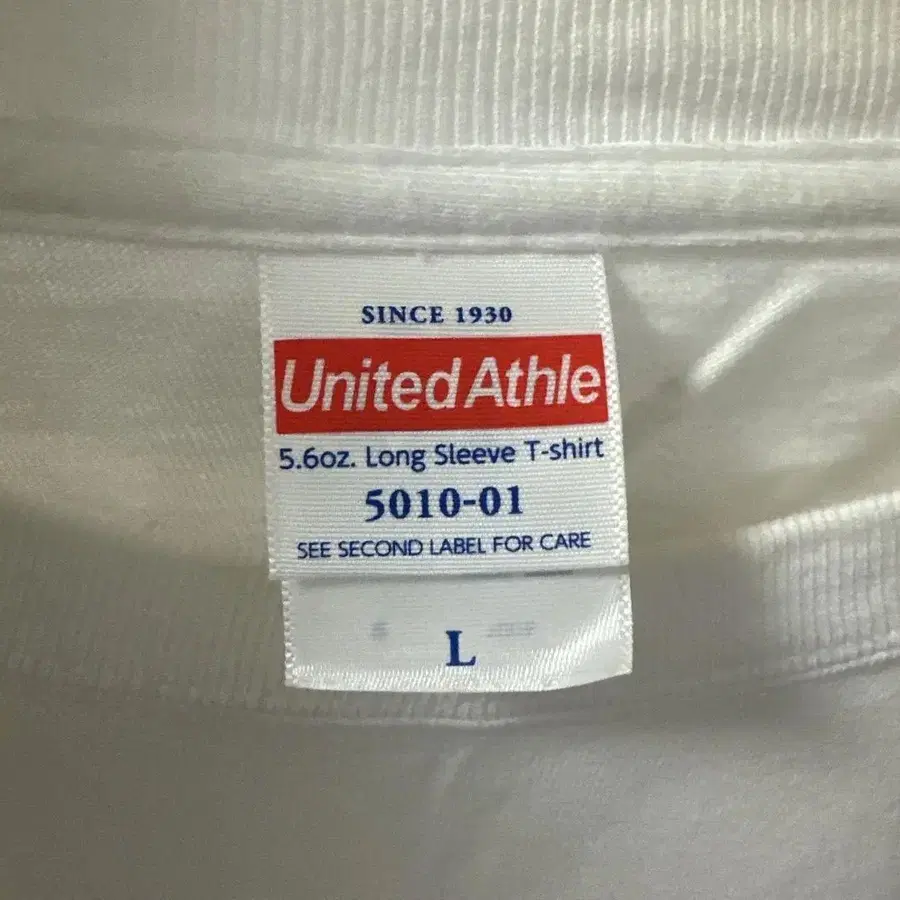 SINCE 1930
United Athle
5.6oz. Long Sleeve T-shirt
5010-01
SEE SECOND LABEL FOR CARE
L